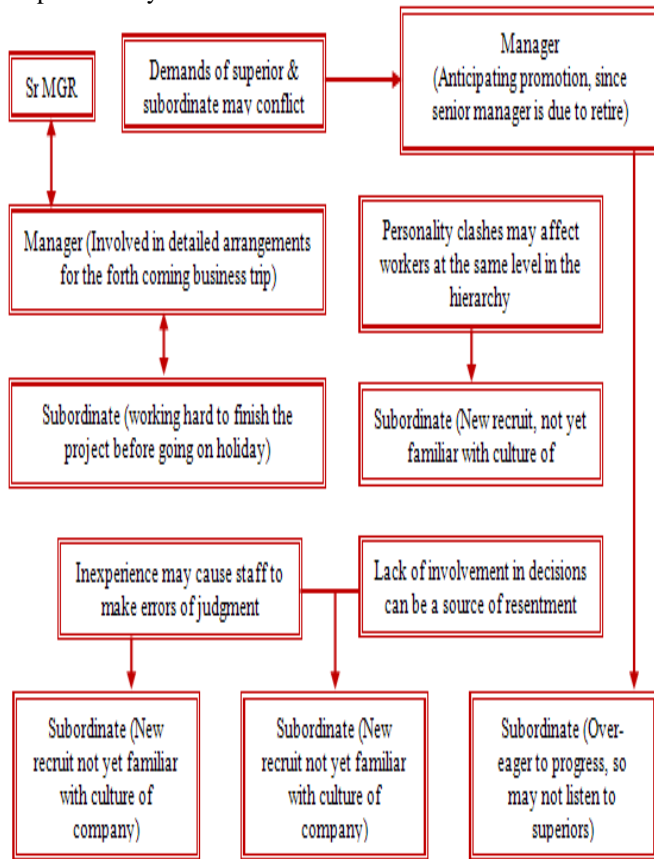 Sr MGR
Demands of superior &
subordinate may conflict
Manager
(Anticipating promotion, since
senior manager is due to retire)
Manager (Involved in detailed arrangements
for the forth coming business trip)
Personality clashes may affect
workers at the same level in the
hierarchy
Subordinate (working hard to finish the
project before going on holiday)
Subordinate (New recruit, not yet
familiar with culture of
Inexperience may cause staff to
make errors of judgment
Lack of involvement in decisions
can be a source of resentment
Subordinate (New
recruit not yet familiar
with culture of
company)
Subordinate (New
recruit not yet familiar
with culture of
company)
Subordinate (Over-
eager to progress, so
may not listen to
superiors)